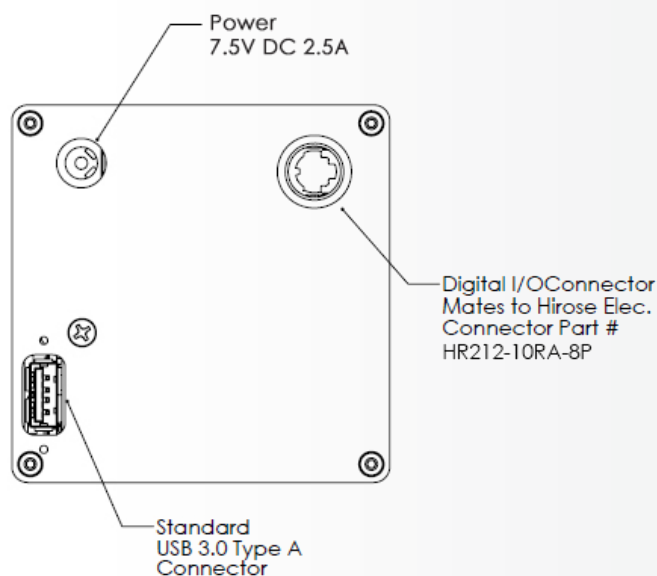 Power
7.5V DC 2.5A
Digital I/OConnector
Mates to Hirose Elec.
Connector Part #
HR212-10RA-8P
Standard
USB 3.0 Type A
Connector